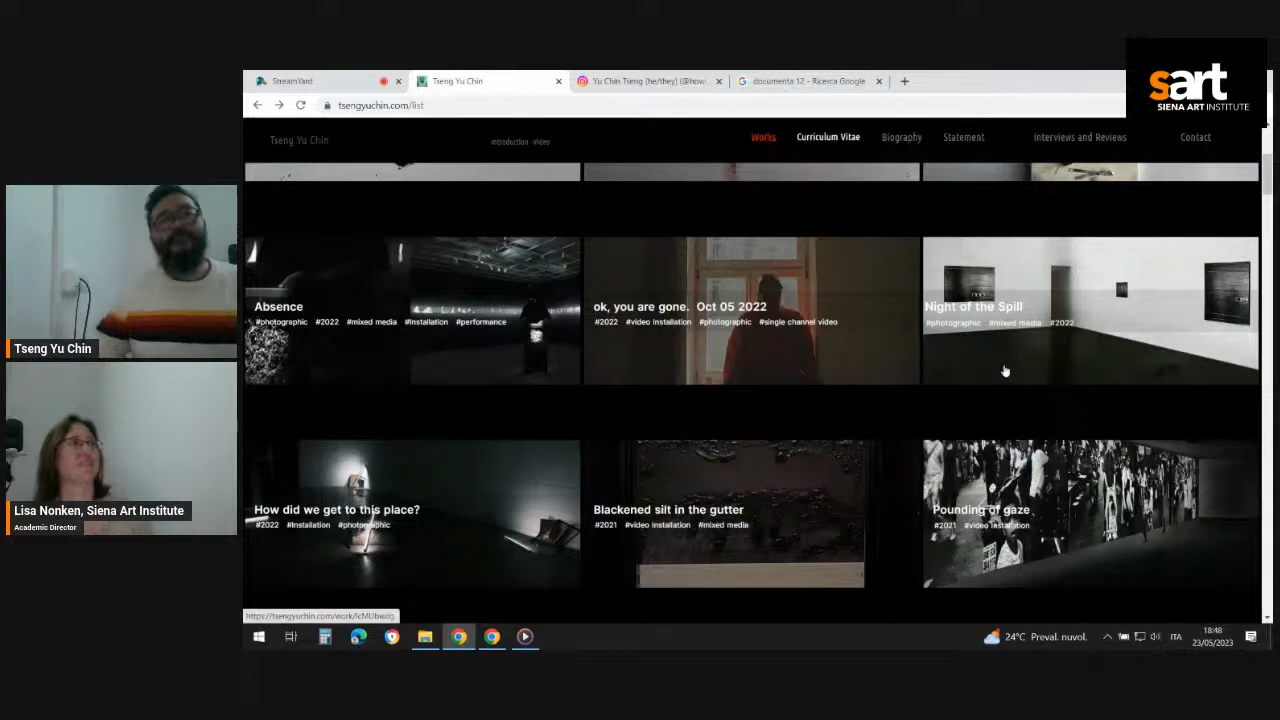 sart
SIENA ART INSTITUTE
StreamYard
Tseng Yu Chin
Yu Chin Tseng (he/they) (@how
documenta 12 - Ricerca Google
tsengyuchin.com/list
Tseng Yu Chin
Introduction Video
Works
Curriculum Vitae
Biography
Statement
Interviews and Reviews
Contact
Absence
#photographic #2022 #mixed media #Installation #performance
ok, you are gone. Oct 05 2022
#2022 #video installation #photographic #single channel video
Night of the Spill
#photographic #mixed media #2022
Tseng Yu Chin
How did we get to this place?
#2022 #Installation #photographic
Blackened silt in the gutter
#2021 #video installation #mixed media
Pounding of gaze
#2021 #video installation
Lisa Nonken, Siena Art Institute
Academic Director
24°C Preval. nuvol.
ITA
18:48
23/05/2023